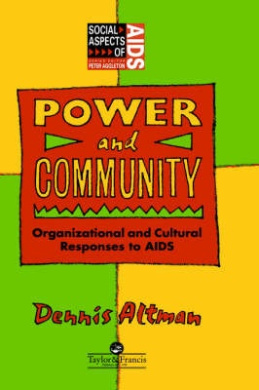 SOCIAL
ASPECTS
OF
AIDS
SERIES EDITOR
PETER AGGLETON
POWER
and
COMMUNITY
Organizational and Cultural
Responses to AIDS
Dennis Altman
Taylor & Francis